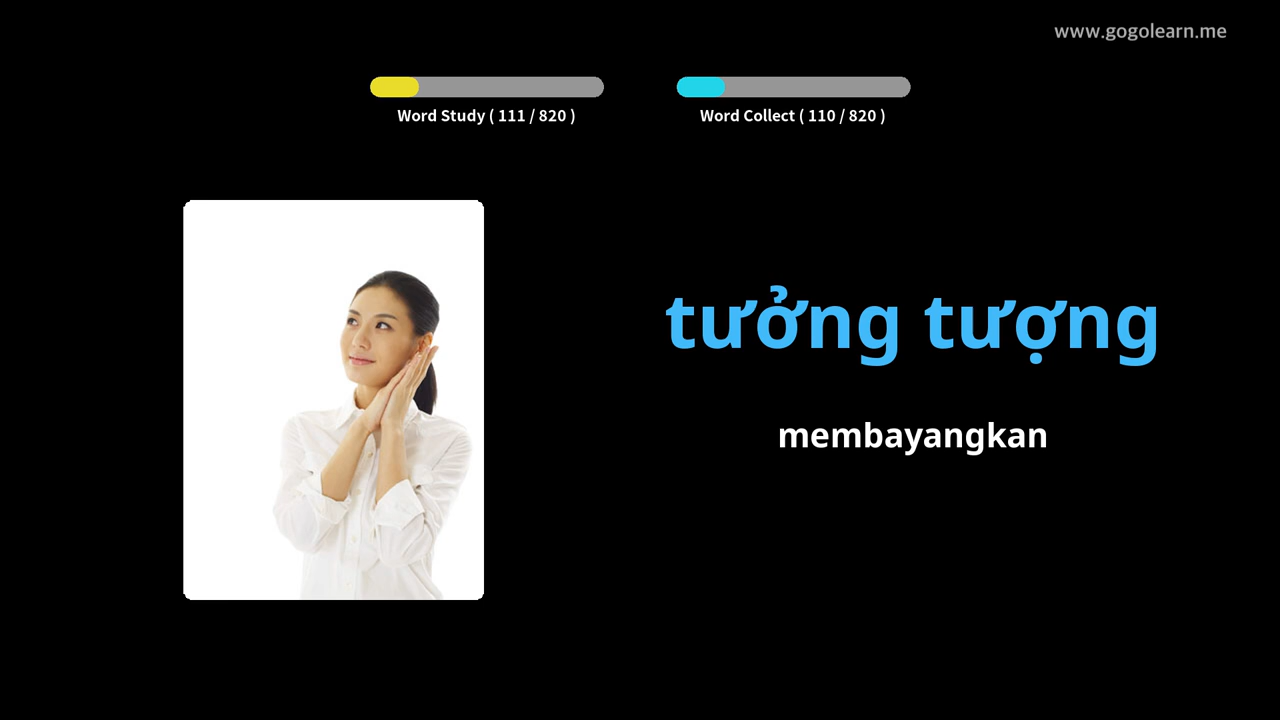 www.gogolearn.me
Word Study ( 111 / 820 )
Word Collect ( 110 / 820 )
tưởng tượng
membayangkan